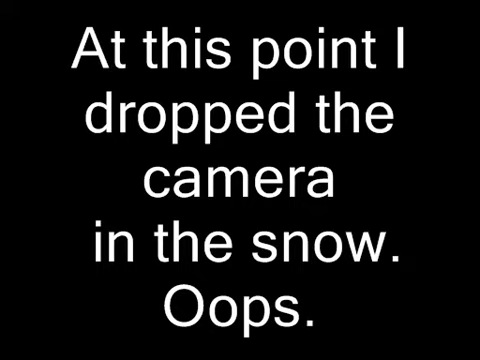 At this point I
dropped the
camera
in the snow.
Oops.